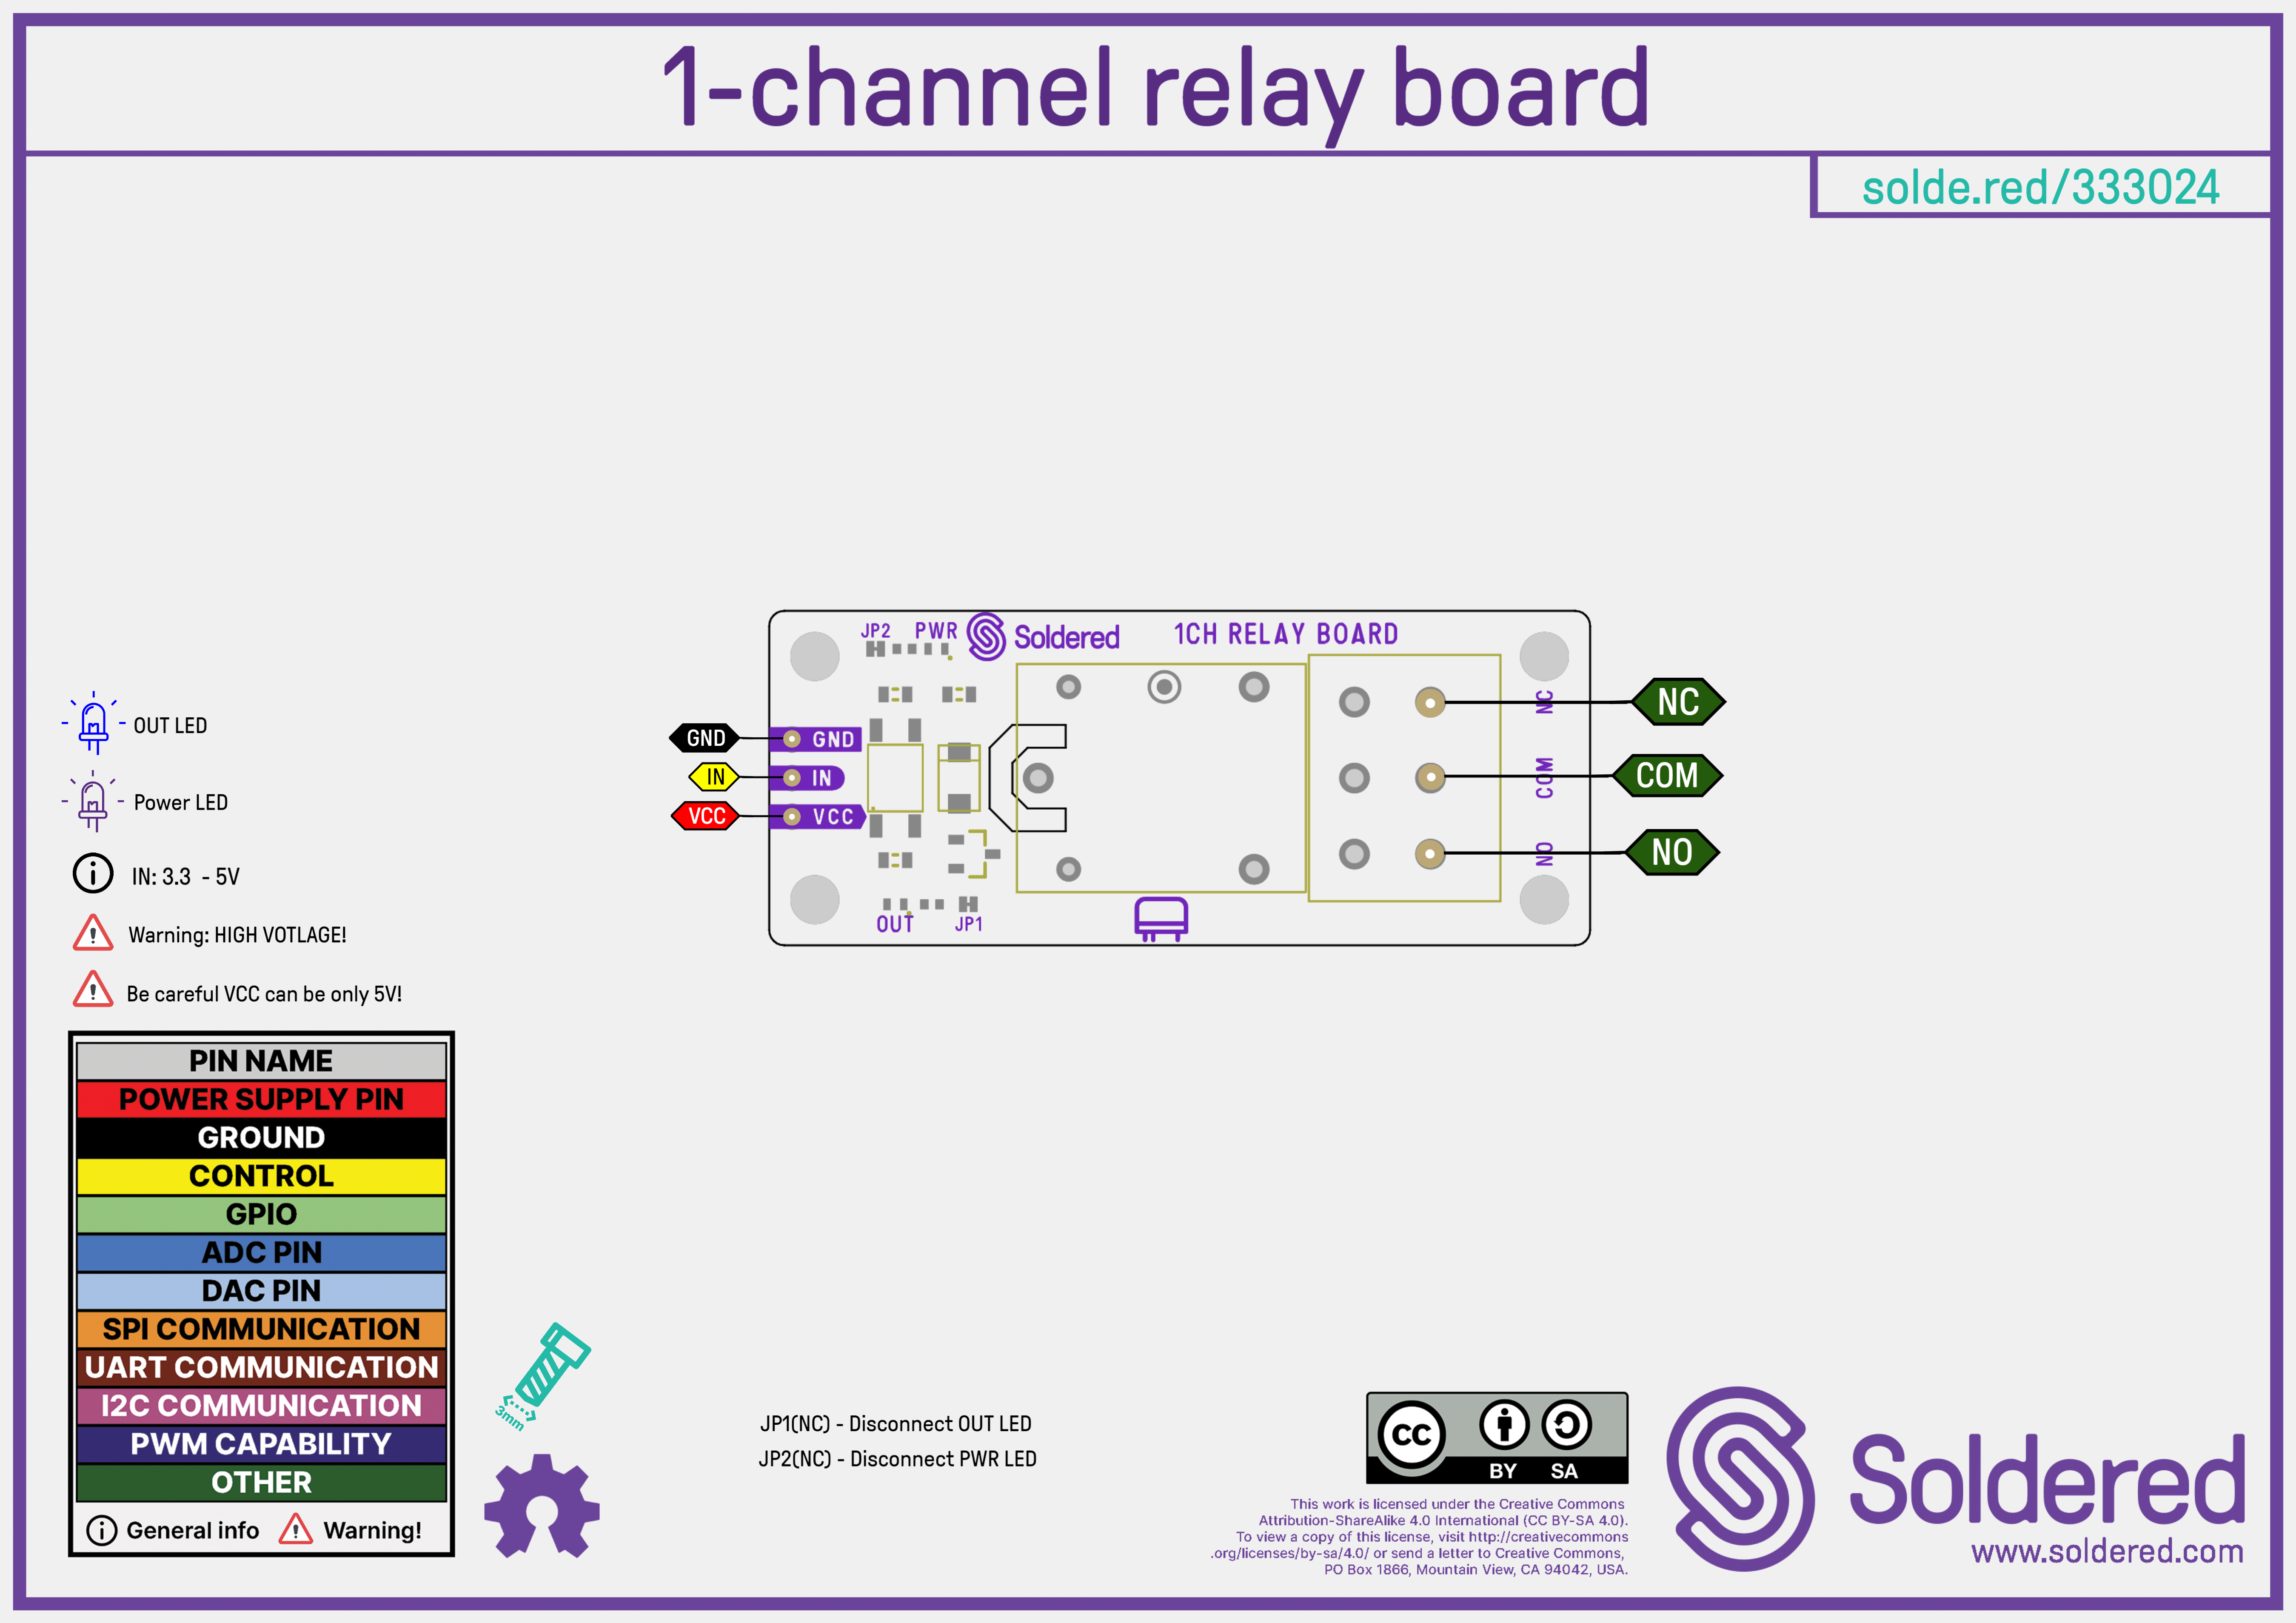 1-channel relay board
solde.red/333024
JP2 PWR Soldered 1CH RELAY BOARD
NC NC
GND GND
IN IN
VCC VCC
COM COM
NO NO
OUT JP1
OUT LED
Power LED
IN: 3.3 - 5V
Warning: HIGH VOTLAGE!
Be careful VCC can be only 5V!
PIN NAME
POWER SUPPLY PIN
GROUND
CONTROL
GPIO
ADC PIN
DAC PIN
SPI COMMUNICATION
UART COMMUNICATION
I2C COMMUNICATION
PWM CAPABILITY
OTHER
General info Warning!
3mm
JP1(NC) - Disconnect OUT LED
JP2(NC) - Disconnect PWR LED
CC BY SA
This work is licensed under the Creative Commons
Attribution-ShareAlike 4.0 International (CC BY-SA 4.0).
To view a copy of this license, visit http://creativecommons
.org/licenses/by-sa/4.0/ or send a letter to Creative Commons,
PO Box 1866, Mountain View, CA 94042, USA.
Soldered
www.soldered.com